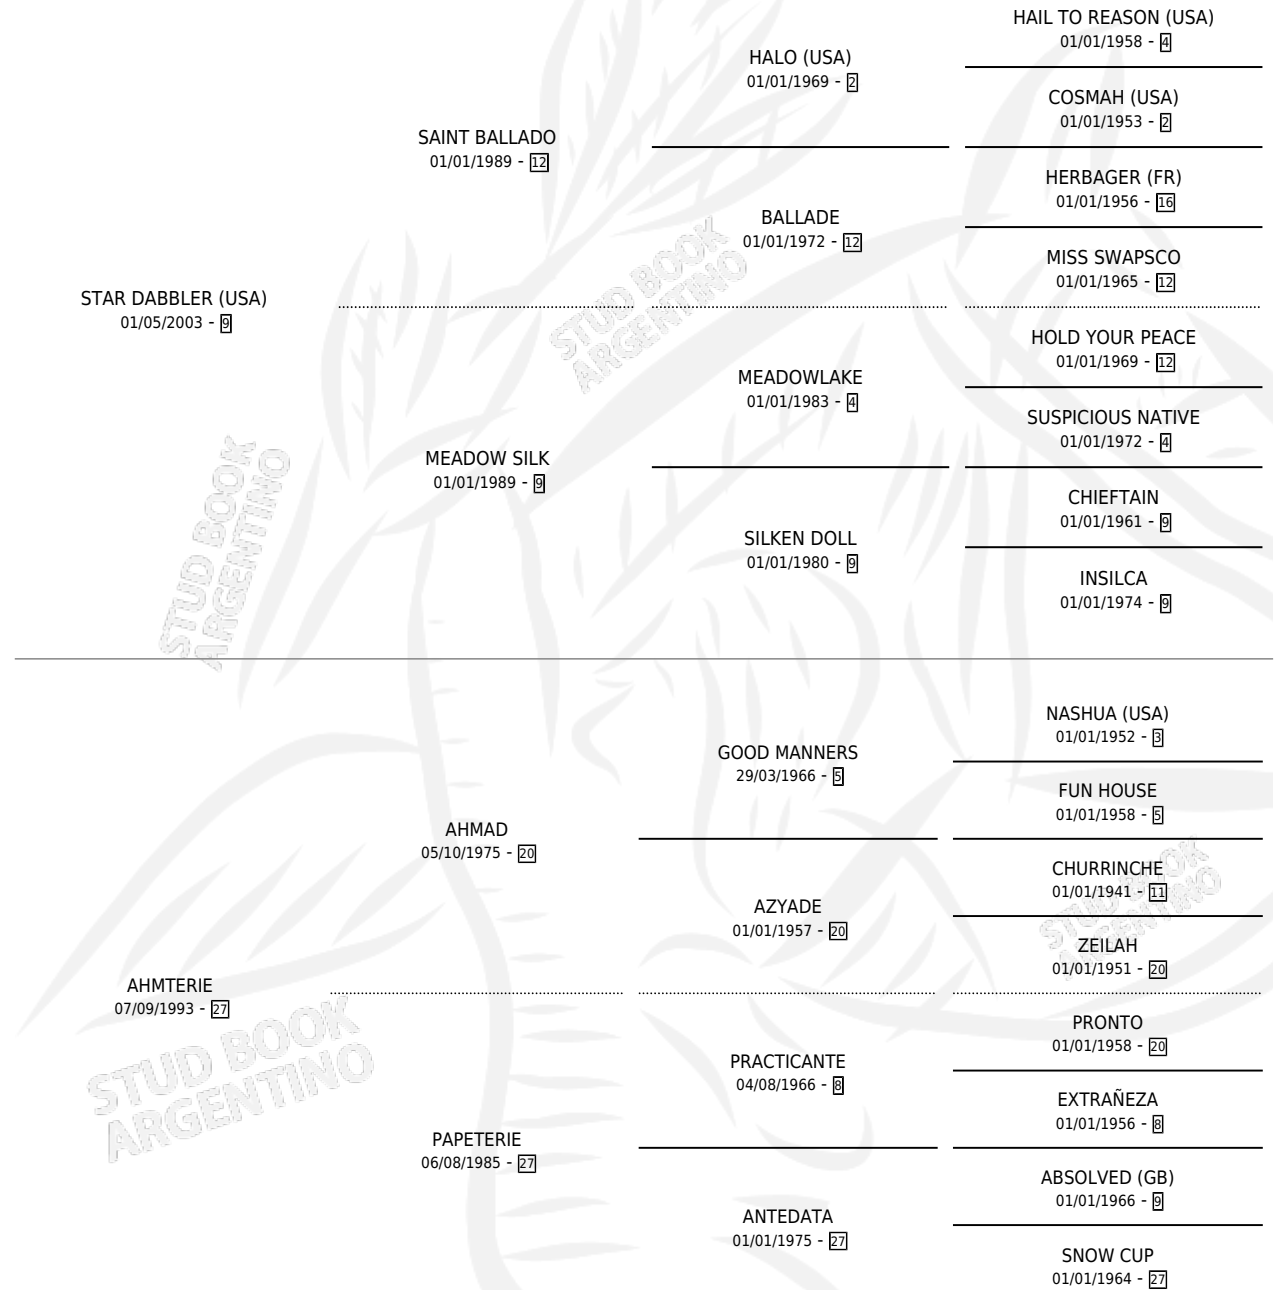 HAIL TO REASON (USA)
01/01/1958 - 4
HALO (USA)
01/01/1969 - 2
COSMAH (USA)
01/01/1953 - 2
SAINT BALLADO
01/01/1989 - 12
HERBAGER (FR)
01/01/1956 - 16
BALLADE
01/01/1972 - 12
MISS SWAPSCO
01/01/1965 - 12
STAR DABBLER (USA)
01/05/2003 - 9
HOLD YOUR PEACE
01/01/1969 - 12
MEADOWLAKE
01/01/1983 - 4
SUSPICIOUS NATIVE
01/01/1972 - 4
MEADOW SILK
01/01/1989 - 9
CHIEFTAIN
01/01/1961 - 9
SILKEN DOLL
01/01/1980 - 9
INSILCA
01/01/1974 - 9
NASHUA (USA)
01/01/1952 - 3
GOOD MANNERS
29/03/1966 - 5
FUN HOUSE
01/01/1958 - 5
AHMAD
05/10/1975 - 20
CHURRINCHE
01/01/1941 - 11
AZYADE
01/01/1957 - 20
ZEILAH
01/01/1951 - 20
AHMTERIE
07/09/1993 - 27
PRONTO
01/01/1958 - 20
PRACTICANTE
04/08/1966 - 8
EXTRAÑEZA
01/01/1956 - 8
PAPETERIE
06/08/1985 - 27
ABSOLVED (GB)
01/01/1966 - 9
ANTEDATA
01/01/1975 - 27
SNOW CUP
01/01/1964 - 27
STUD BOOK
ARGENTINO
STUD BOOK
ARGENTINO
STUD BOOK
ARGENTINO
STUD BOOK
ARGENTINO